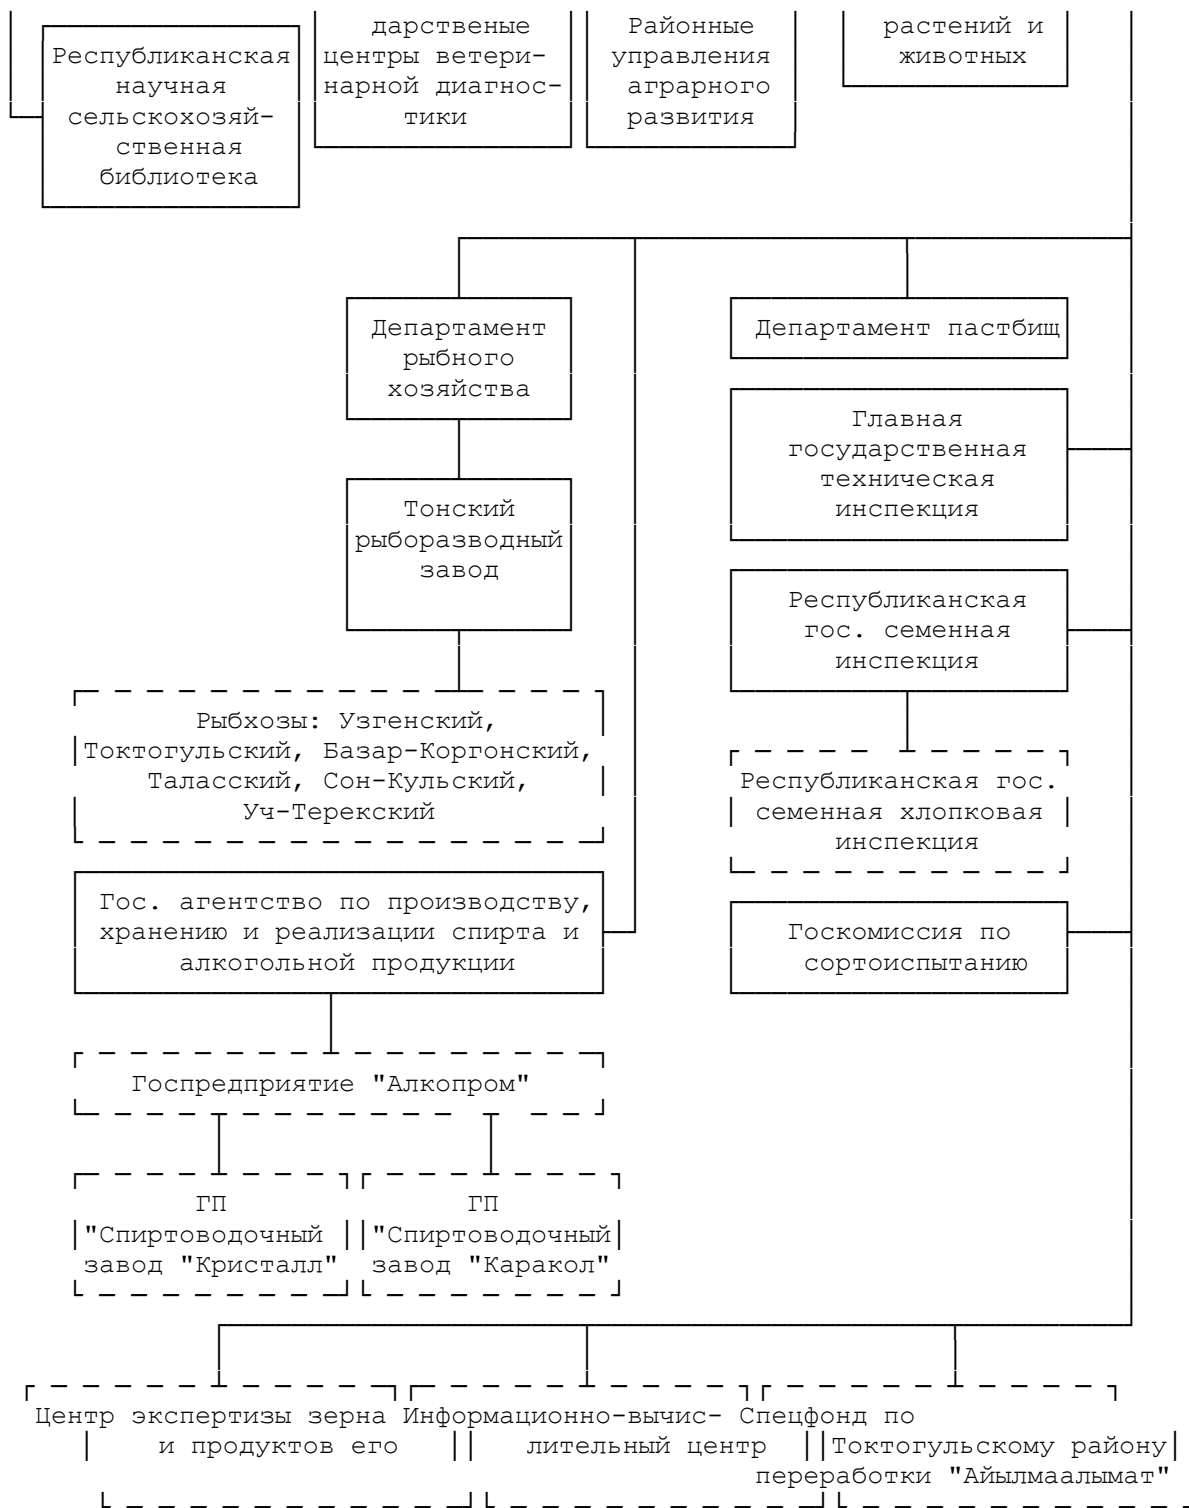 дарственые
центры ветери-
нарной диагнос-
тики
Районные
управления
аграрного
развития
растений и
животных
Республиканская
научная
сельскохозяй-
ственная
библиотека
Департамент
рыбного
хозяйства
Департамент пастбищ
Главная
государственная
техническая
инспекция
Тонский
рыборазводный
завод
Республиканская
гос. семенная
инспекция
Рыбхозы: Узгенский,
Токтогульский, Базар-Коргонский,
Таласский, Сон-Кульский,
Уч-Терекский
Республиканская гос.
семенная хлопковая
инспекция
Гос. агентство по производству,
хранению и реализации спирта и
алкогольной продукции
Госкомиссия по
сортоиспытанию
Госпредприятие "Алкопром"
ГП
"Спиртоводочный
завод "Кристалл"
ГП
"Спиртоводочный
завод "Каракол"
Центр экспертизы зерна Информационно-вычис- Спецфонд по
и продуктов его лительный центр Токтогульскому району
переработки "Айылмаалымат"